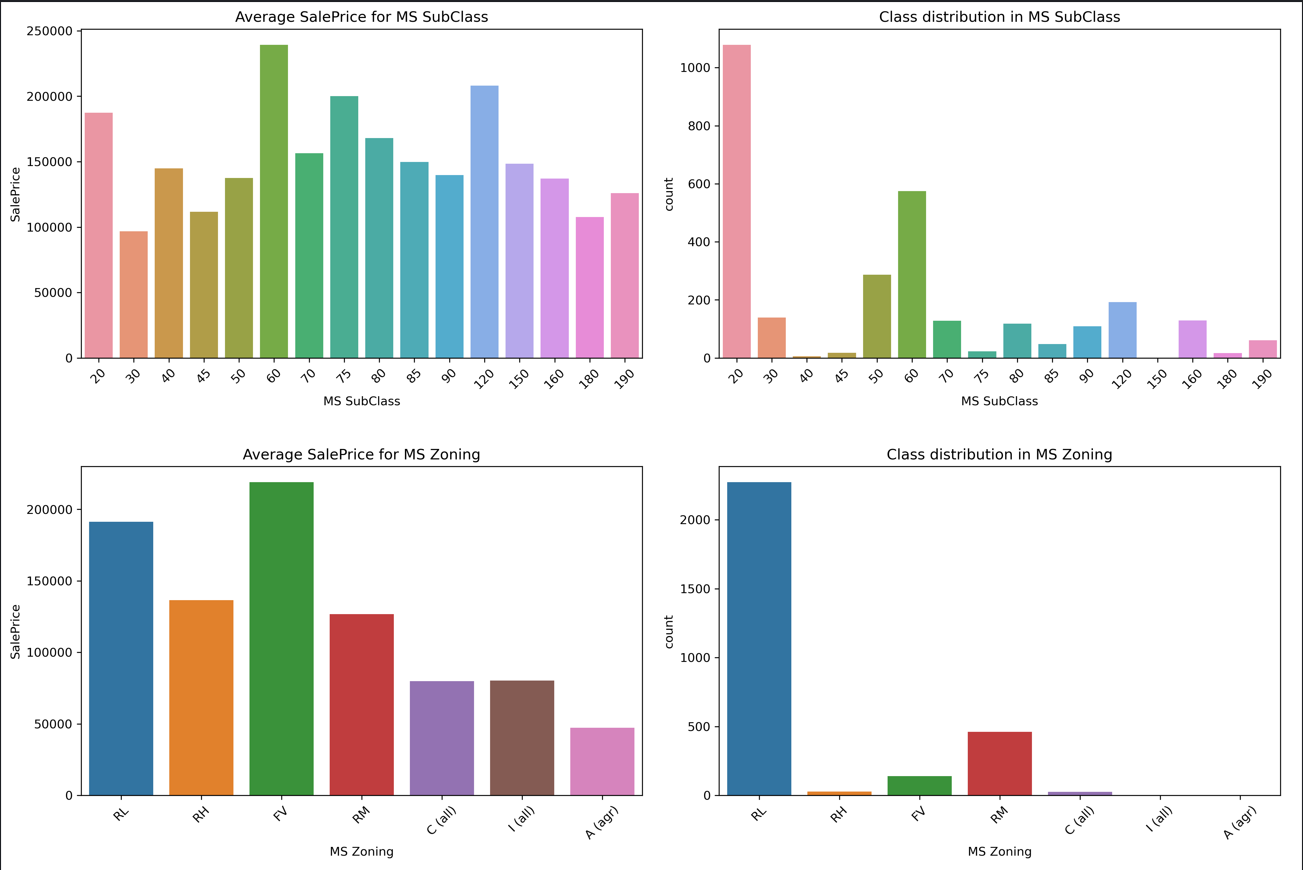 Average SalePrice for MS SubClass
250000
200000
150000
100000
50000
0
SalePrice
20 30 40 45 50 60 70 75 80 85 90 120 150 160 180 190
MS SubClass
Class distribution in MS SubClass
1000
800
600
400
200
0
count
20 30 40 45 50 60 70 75 80 85 90 120 150 160 180 190
MS SubClass
Average SalePrice for MS Zoning
200000
150000
100000
50000
0
SalePrice
RL RH FV RM C (all) I (all) A (agr)
MS Zoning
Class distribution in MS Zoning
2000
1500
1000
500
0
count
RL RH FV RM C (all) I (all) A (agr)
MS Zoning